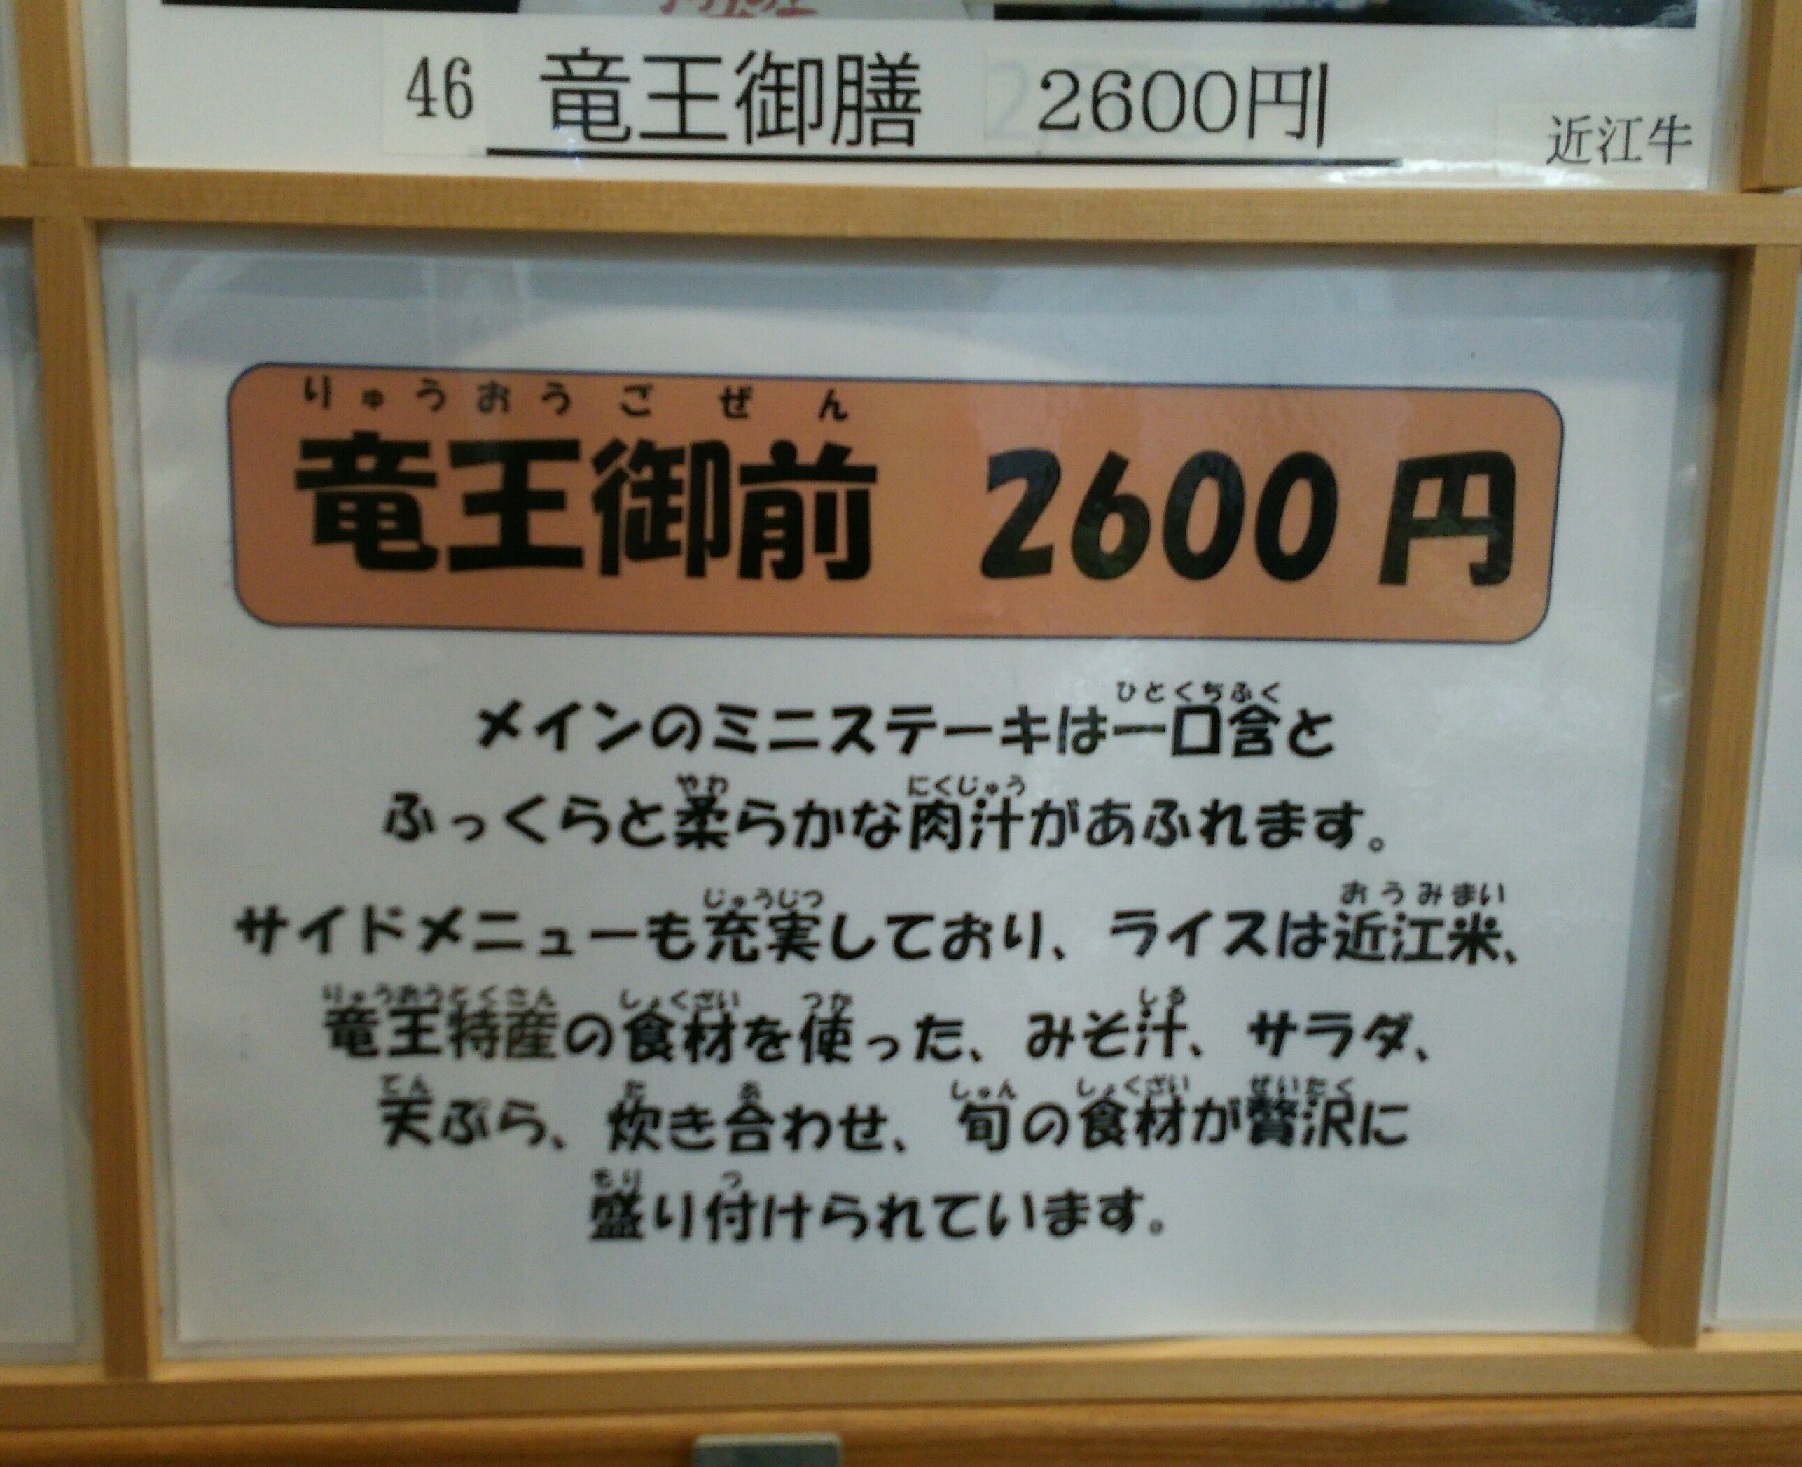 46 竜王御膳 2600円
近江牛
りゅうおうごぜん
竜王御前 2600円
ひとくちふく
メインのミニステーキは一口含と
やわ にくじゅう
ふっくらと柔らかな肉汁があふれます。
じゅうじつ おうみまい
サイドメニューも充実しており、ライスは近江米、
りゅうおうとくさん しょくざい つか しる
竜王特産の食材を使った、みそ汁、サラダ、
てん た あ しゅん しょくざい ぜいたく
天ぷら、炊き合わせ、旬の食材が贅沢に
もり つ
盛り付けられています。